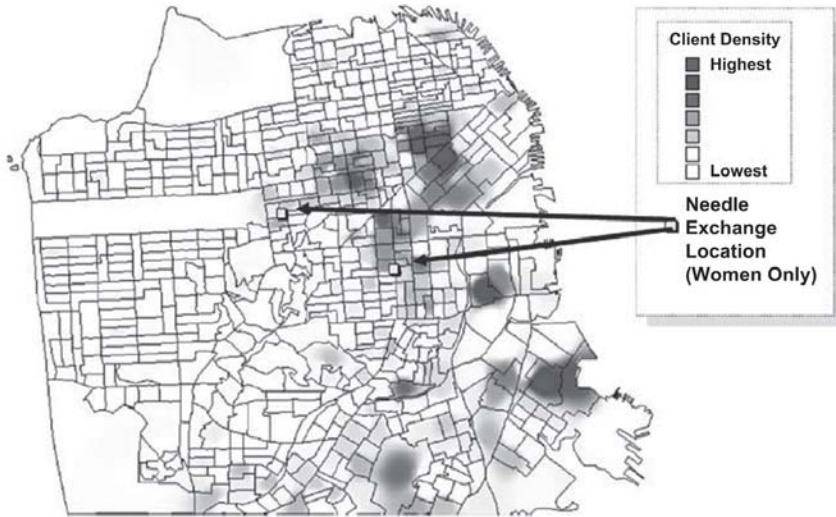 Client Density
Highest
Lowest
Needle
Exchange
Location
(Women Only)